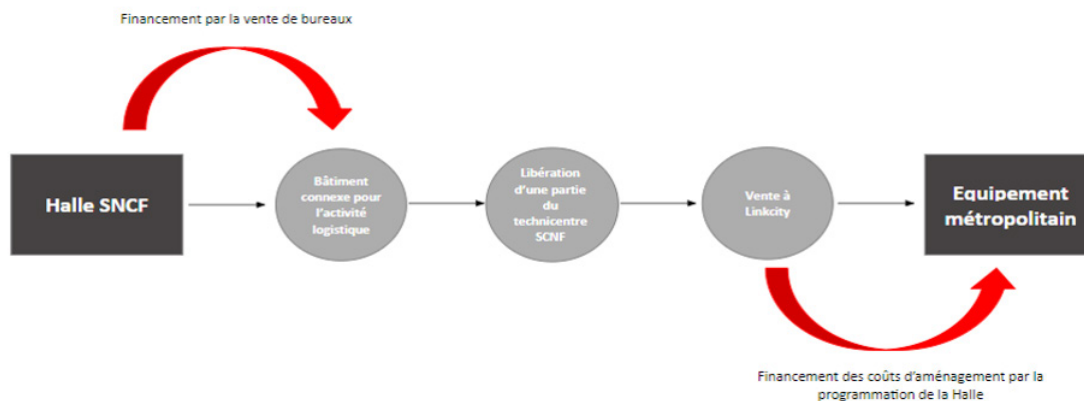 Financement par la vente de bureaux
Halle SNCF
Bâtiment
connexe pour
l'activité
logistique
Libération
d'une partie
du
technicentre
SCNF
Vente à
Linkcity
Equipement
métropolitain
Financement des coûts d'aménagement par la
programmation de la Halle